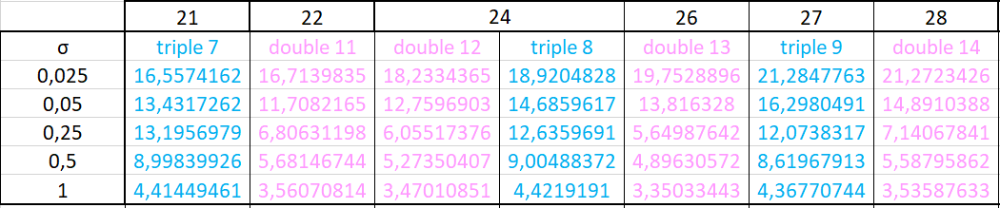 21 22 24 26 27 28
σ triple 7 double 11 double 12 triple 8 double 13 triple 9 double 14
0,025 16,5574162 16,7139835 18,2334365 18,9204828 19,7528896 21,2847763 21,2723426
0,05 13,4317262 11,7082165 12,7596903 14,6859617 13,816328 16,2980491 14,8910388
0,25 13,1956979 6,80631198 6,05517376 12,6359691 5,64987642 12,0738317 7,14067841
0,5 8,99839926 5,68146744 5,27350407 9,00488372 4,89630572 8,61967913 5,58795862
1 4,41449461 3,56070814 3,47010851 4,4219191 3,35033443 4,36770744 3,53587633